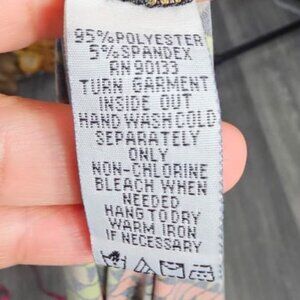 95%POLYESTER
5%SPANDEX
RN 90133
TURN GARMENT
INSIDE OUT
HAND WASH COLD
SEPARATELY
ONLY
NON-CHLORINE
BLEACH WHEN
NEEDED
HANG TO DRY
WARM IRON
IF NECESSARY